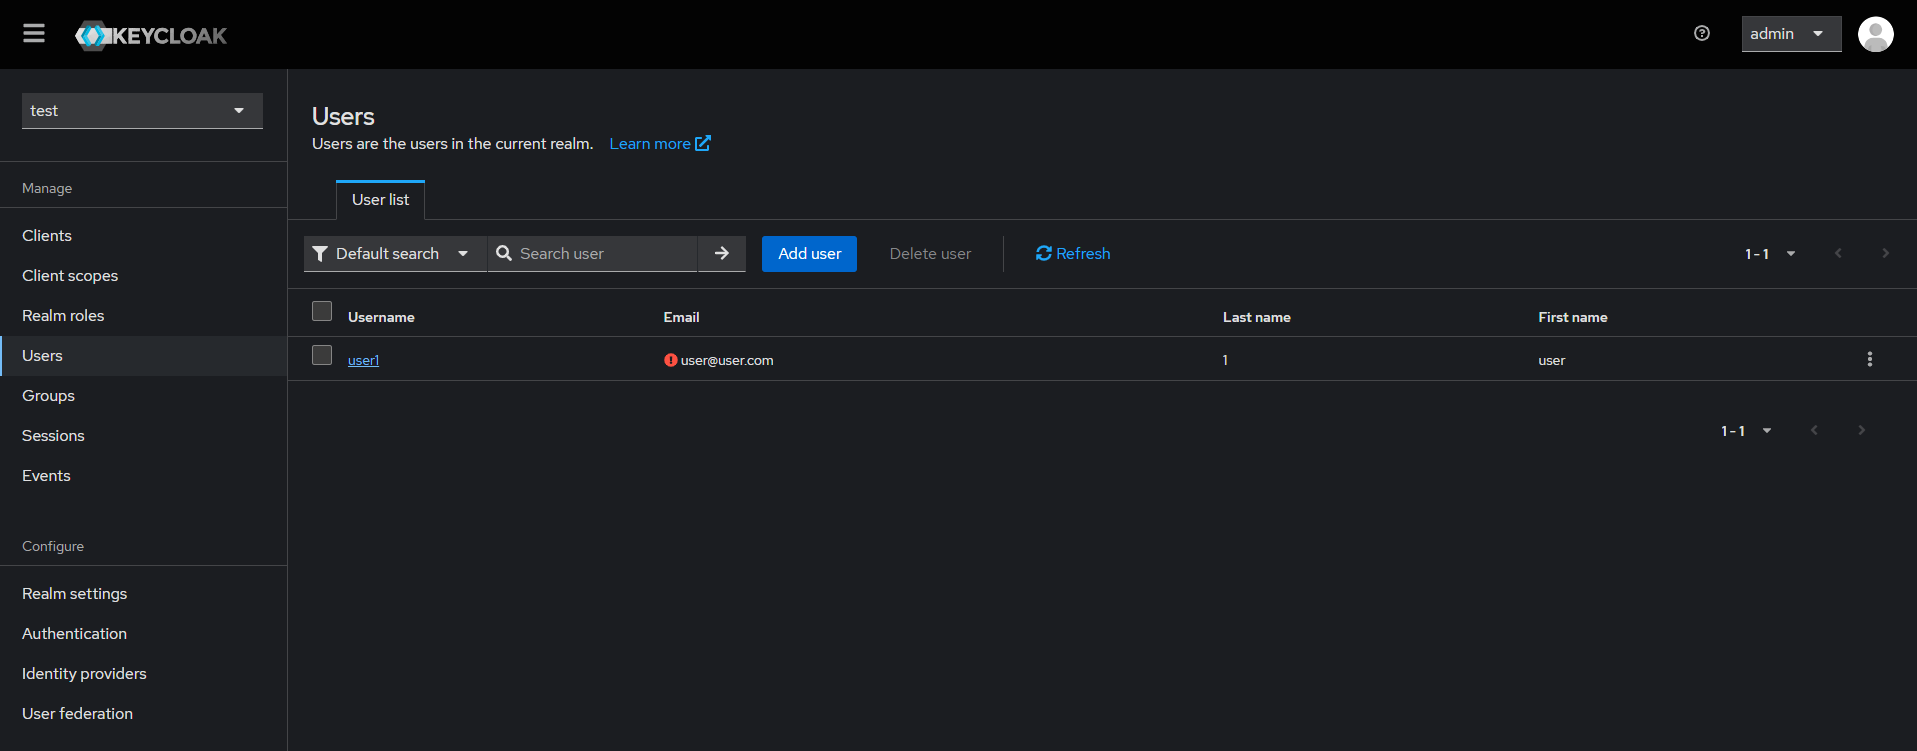 KEYCLOAK
admin
test
Manage
Clients
Client scopes
Realm roles
Users
Groups
Sessions
Events
Configure
Realm settings
Authentication
Identity providers
User federation
Users
Users are the users in the current realm. Learn more
User list
Default search Search user Add user Delete user Refresh 1 - 1
Username Email Last name First name
user1 user@user.com 1 user
1 - 1